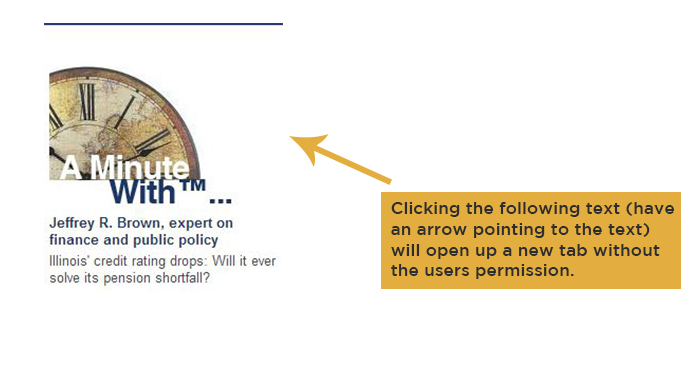 A Minute
With™...
Jeffrey R. Brown, expert on
finance and public policy
Illinois' credit rating drops: Will it ever
solve its pension shortfall?
Clicking the following text (have
an arrow pointing to the text)
will open up a new tab without
the users permission.